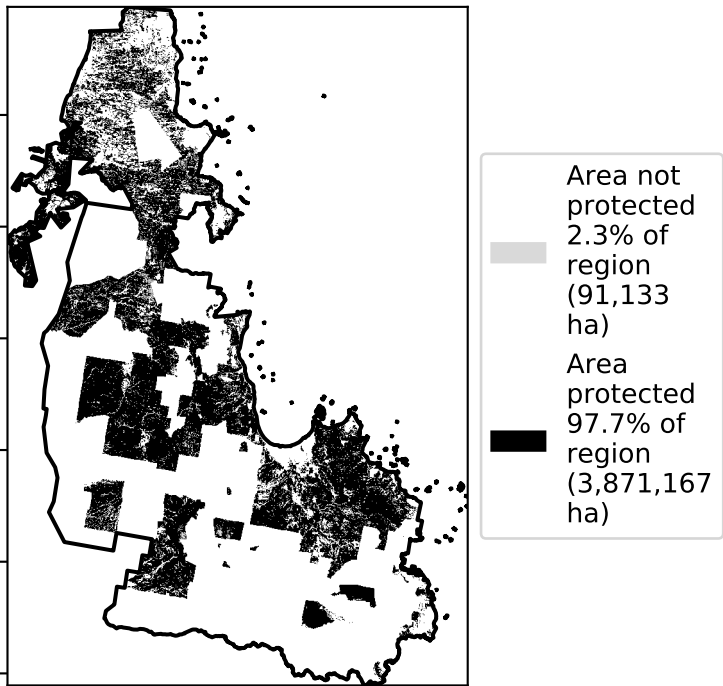 Area not
protected
2.3% of
region
(91,133
ha)
Area
protected
97.7% of
region
(3,871,167
ha)